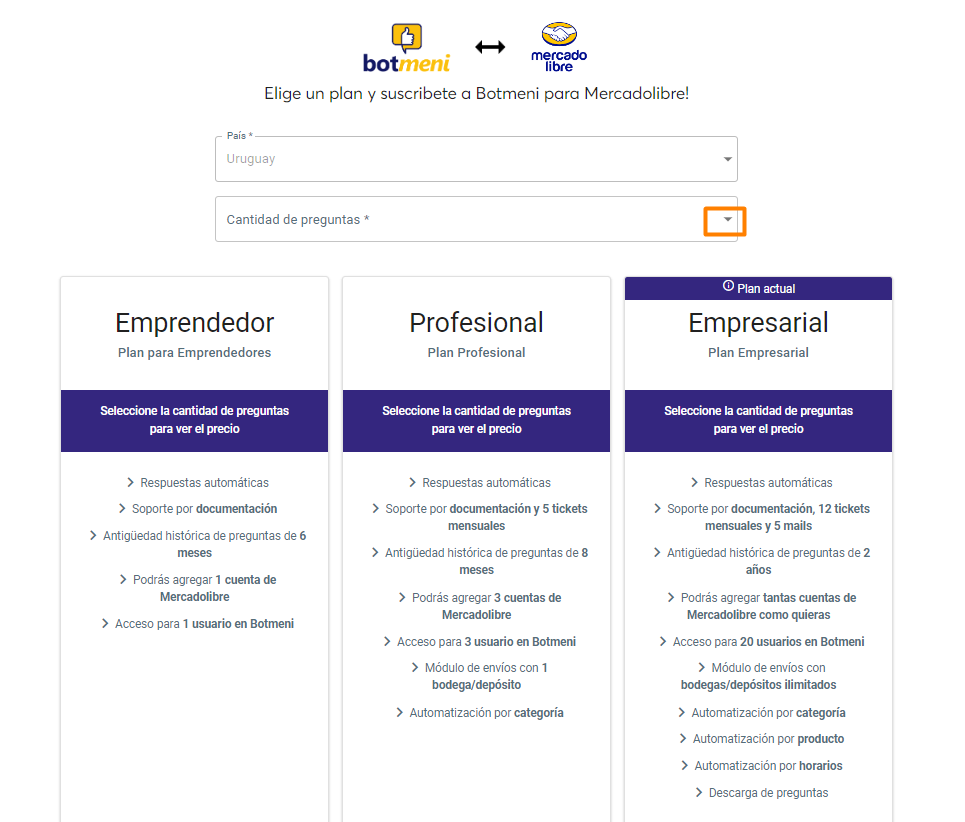 botmeni
mercado
libre
Elige un plan y suscribete a Botmeni para Mercadolibre!
País *
Uruguay
Cantidad de preguntas *
Emprendedor
Plan para Emprendedores
Seleccione la cantidad de preguntas
para ver el precio
Respuestas automáticas
Soporte por documentación
Antigüedad histórica de preguntas de 6
meses
Podrás agregar 1 cuenta de
Mercadolibre
Acceso para 1 usuario en Botmeni
Profesional
Plan Profesional
Seleccione la cantidad de preguntas
para ver el precio
Respuestas automáticas
Soporte por documentación y 5 tickets
mensuales
Antigüedad histórica de preguntas de 8
meses
Podrás agregar 3 cuentas de
Mercadolibre
Acceso para 3 usuario en Botmeni
Módulo de envíos con 1
bodega/depósito
Automatización por categoría
Plan actual
Empresarial
Plan Empresarial
Seleccione la cantidad de preguntas
para ver el precio
Respuestas automáticas
Soporte por documentación, 12 tickets
mensuales y 5 mails
Antigüedad histórica de preguntas de 2
años
Podrás agregar tantas cuentas de
Mercadolibre como quieras
Acceso para 20 usuarios en Botmeni
Módulo de envíos con
bodegas/depósitos ilimitados
Automatización por categoría
Automatización por producto
Automatización por horarios
Descarga de preguntas